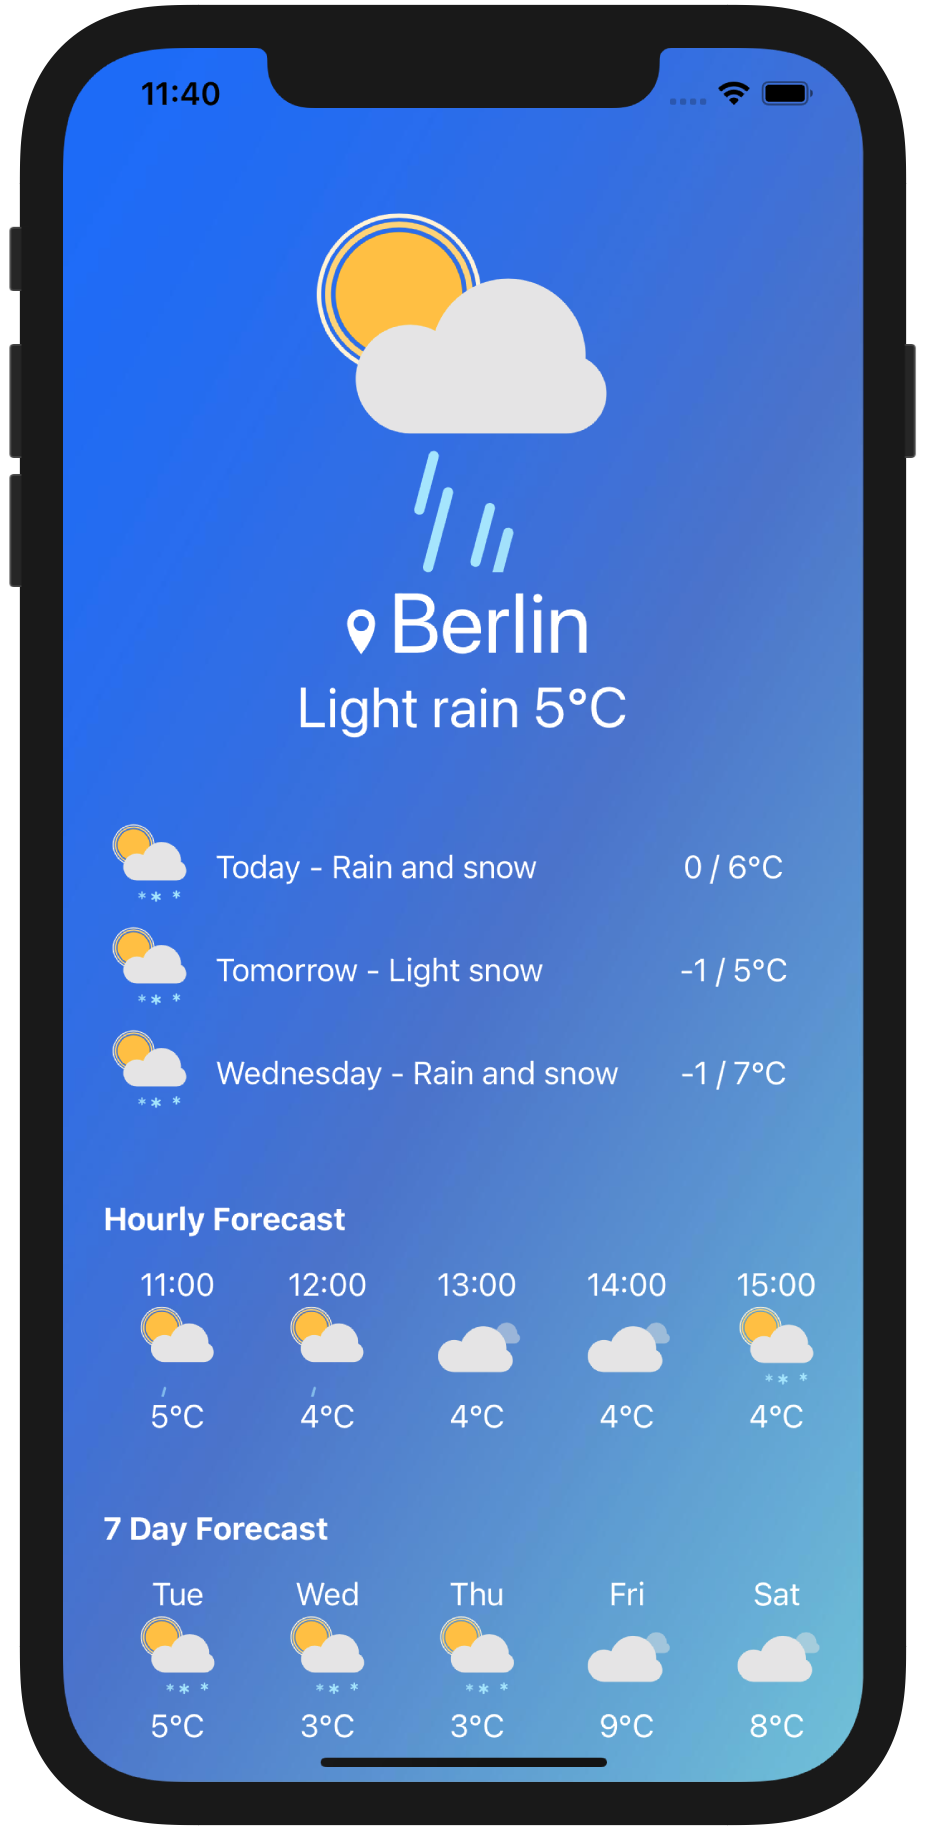 11:40
Berlin
Light rain 5°C
Today - Rain and snow 0 / 6°C
Tomorrow - Light snow -1 / 5°C
Wednesday - Rain and snow -1 / 7°C
Hourly Forecast
11:00 12:00 13:00 14:00 15:00
5°C 4°C 4°C 4°C 4°C
7 Day Forecast
Tue Wed Thu Fri Sat
5°C 3°C 3°C 9°C 8°C